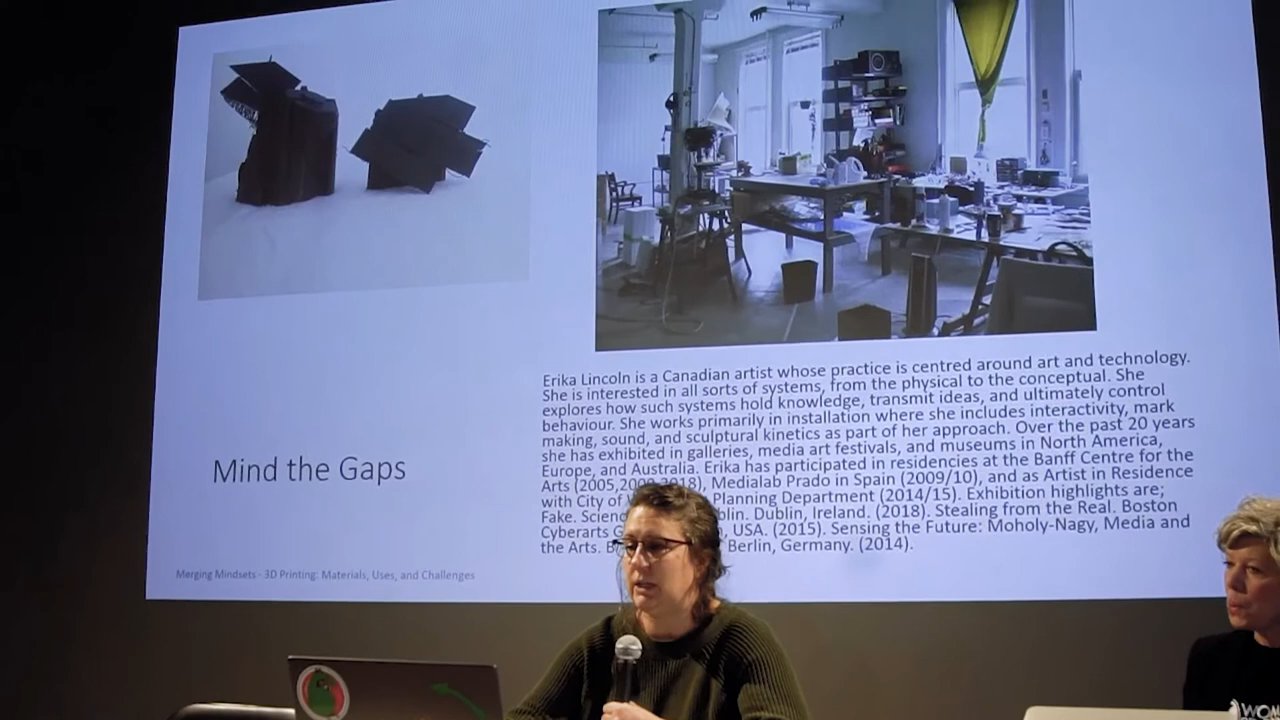 Erika Lincoln is a Canadian artist whose practice is centred around art and technology.
She is interested in all sorts of systems, from the physical to the conceptual. She
explores how such systems hold knowledge, transmit ideas, and ultimately control
behaviour. She works primarily in installation where she includes interactivity, mark
making, sound, and sculptural kinetics as part of her approach. Over the past 20 years
she has exhibited in galleries, media art festivals, and museums in North America,
Europe, and Australia. Erika has participated in residencies at the Banff Centre for the
Arts (2005, 2018), Medialab Prado in Spain (2009/10), and as Artist in Residence
with City of Planning Department (2014/15). Exhibition highlights are;
Fake. Dublin, Ireland. (2018). Stealing from the Real. Boston
Cyberarts USA. (2015). Sensing the Future: Moholy-Nagy, Media and
the Arts. Berlin, Germany. (2014).
Mind the Gaps
Merging Mindsets - 3D Printing: Materials, Uses, and Challenges